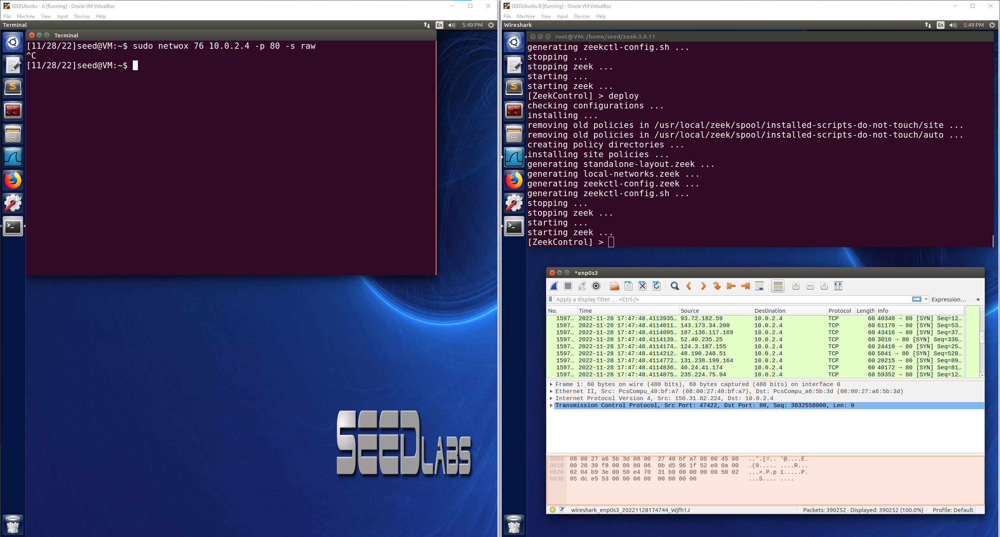 SEEDUbuntu - A [Running] - Oracle VM VirtualBox
File Machine View Input Devices Help
Terminal
En
5:49 PM
Terminal
[11/28/22]seed@VM:~$ sudo netwox 76 10.0.2.4 -p 80 -s raw
^C
[11/28/22]seed@VM:~$
SEEDLABS
SEEDUbuntu B [Running] - Oracle VM VirtualBox
File Machine View Input Devices Help
Wireshark
En
5:49 PM
root@VM: /home/seed/zeek-3.0.11
generating zeekctl-config.sh ...
stopping ...
stopping zeek ...
starting ...
starting zeek ...
[ZeekControl] > deploy
checking configurations ...
installing ...
removing old policies in /usr/local/zeek/spool/installed-scripts-do-not-touch/site ...
removing old policies in /usr/local/zeek/spool/installed-scripts-do-not-touch/auto ...
creating policy directories ...
installing site policies ...
generating standalone-layout.zeek ...
generating local-networks.zeek ...
generating zeekctl-config.zeek ...
generating zeekctl-config.sh ...
stopping ...
stopping zeek ...
starting ...
starting zeek ...
[ZeekControl] >
*enp0s3
Apply a display filter … <Ctrl-/>
Expression… +
No. Time Source Destination Protocol Length Info
1597… 2022-11-28 17:47:48.4113935… 93.72.182.59 10.0.2.4 TCP 60 40340 → 80 [SYN] Seq=12…
1597… 2022-11-28 17:47:48.4114011… 143.173.34.200 10.0.2.4 TCP 60 61170 → 80 [SYN] Seq=53…
1597… 2022-11-28 17:47:48.4114095… 187.136.117.169 10.0.2.4 TCP 60 43416 → 80 [SYN] Seq=37…
1597… 2022-11-28 17:47:48.4114139… 52.40.235.25 10.0.2.4 TCP 60 3010 → 80 [SYN] Seq=336…
1597… 2022-11-28 17:47:48.4114174… 124.3.187.155 10.0.2.4 TCP 60 24410 → 80 [SYN] Seq=25…
1597… 2022-11-28 17:47:48.4114212… 48.190.248.51 10.0.2.4 TCP 60 5041 → 80 [SYN] Seq=528…
1597… 2022-11-28 17:47:48.4114772… 131.238.199.164 10.0.2.4 TCP 60 20215 → 80 [SYN] Seq=89…
1597… 2022-11-28 17:47:48.4114836… 40.24.41.174 10.0.2.4 TCP 60 40172 → 80 [SYN] Seq=81…
1597… 2022-11-28 17:47:48.4114875… 235.224.75.94 10.0.2.4 TCP 60 59352 → 80 [SYN] Seq=12…
Frame 1: 60 bytes on wire (480 bits), 60 bytes captured (480 bits) on interface 0
Ethernet II, Src: PcsCompu_40:bf:a7 (08:00:27:40:bf:a7), Dst: PcsCompu_a6:5b:3d (08:00:27:a6:5b:3d)
Internet Protocol Version 4, Src: 150.31.82.224, Dst: 10.0.2.4
Transmission Control Protocol, Src Port: 47422, Dst Port: 80, Seq: 3832558000, Len: 0
0000 08 00 27 a6 5b 3d 08 00 27 40 bf a7 08 00 45 00 ..'.[=.. '@....E.
0010 00 28 39 f8 00 00 80 06 0b d5 96 1f 52 e0 0a 00 .(9..... ....R...
0020 02 04 b9 3e 00 50 e4 70 31 b0 00 00 00 00 50 02 ...>.P.p 1.....P.
0030 05 dc e5 53 00 00 00 00 00 00 00 00 ...S.... ....
wireshark_enp0s3_20221128174744_Wjfh1J
Packets: 390252 · Displayed: 390252 (100.0%)
Profile: Default